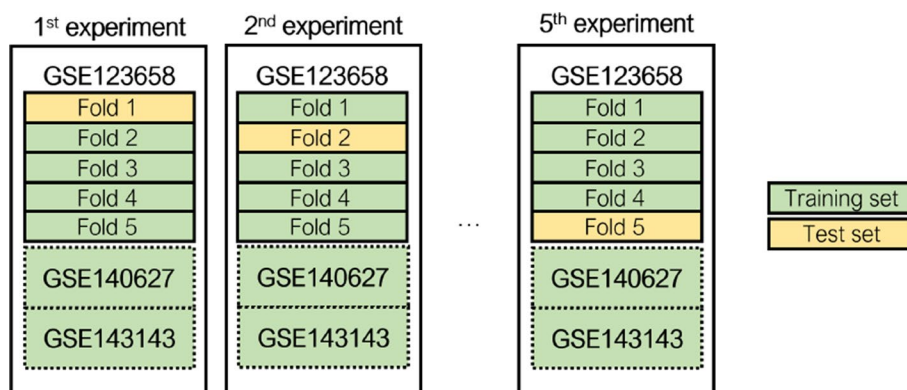 1st experiment
GSE123658
Fold 1
Fold 2
Fold 3
Fold 4
Fold 5
GSE140627
GSE143143
2nd experiment
GSE123658
Fold 1
Fold 2
Fold 3
Fold 4
Fold 5
GSE140627
GSE143143
...
5th experiment
GSE123658
Fold 1
Fold 2
Fold 3
Fold 4
Fold 5
GSE140627
GSE143143
Training set
Test set